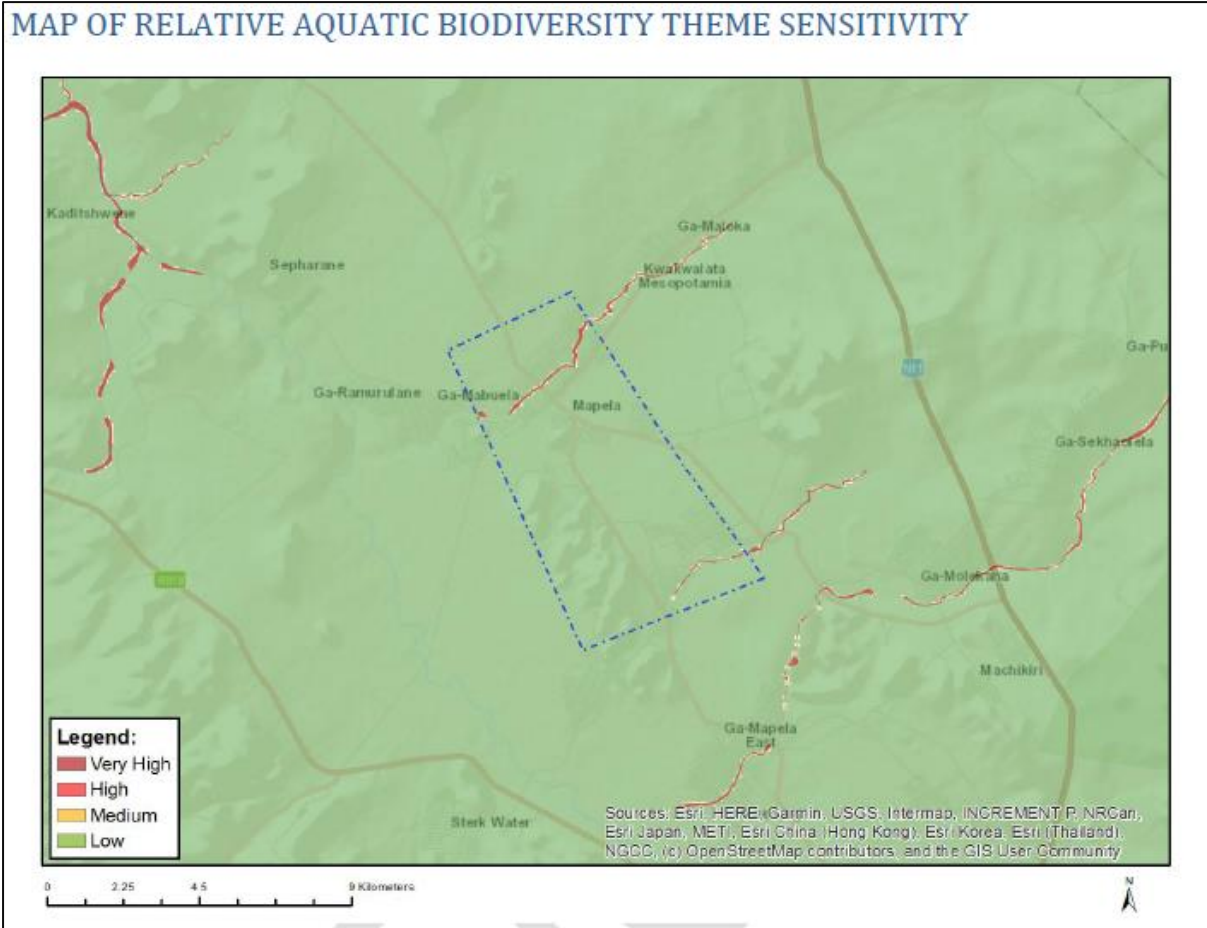 MAP OF RELATIVE AQUATIC BIODIVERSITY THEME SENSITIVITY
Kaditshwene
Ga-Maloka
Sepharane
Kwakwalata
Mesopotamia
Ga-Pu
N11
Ga-Ramurulane
Ga-Mabuela
Mapela
Ga-Molekana
Machikiri
Ga-Mapela
East
Legend:
Very High
High
Medium
Low
Sterk Water
Sources: Esri, HERE, Garmin, USGS, Intermap, INCREMENT P, NRCan,
Esri Japan, METI, Esri China (Hong Kong), Esri Korea, Esri (Thailand),
NGCC, (c) OpenStreetMap contributors, and the GIS User Community
0 2.25 4.5 9 Kilometers
N